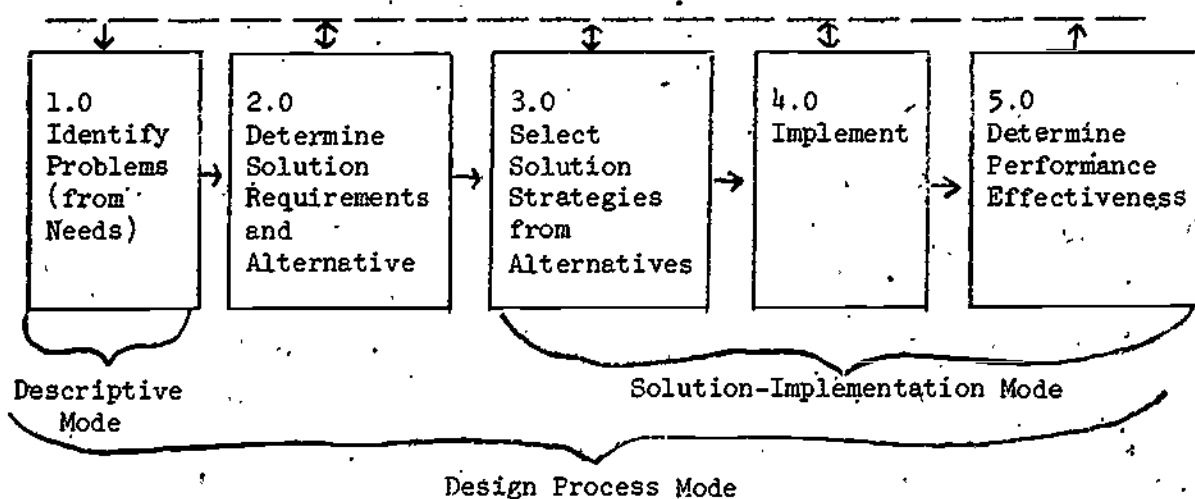 1.0
Identify
Problems
(from
Needs)
2.0
Determine
Solution
Requirements
and
Alternative
3.0
Select
Solution
Strategies
from
Alternatives
4.0
Implement
5.0
Determine
Performance
Effectiveness
Descriptive
Mode
Solution-Implementation Mode
Design Process Mode